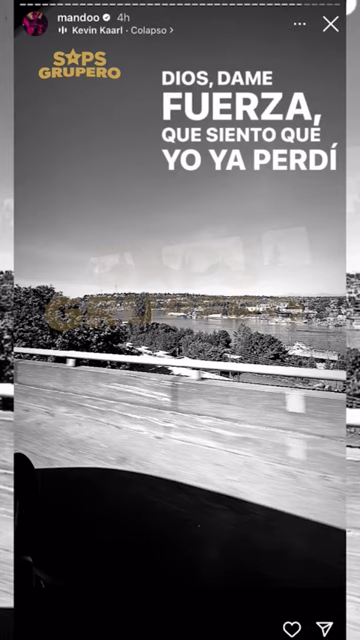 mandoo 4h
Kevin Kaarl · Colapso >
SAPS
GRUPERO
DIOS, DAME
FUERZA,
QUE SIENTO QUE
YO YA PERDÍ